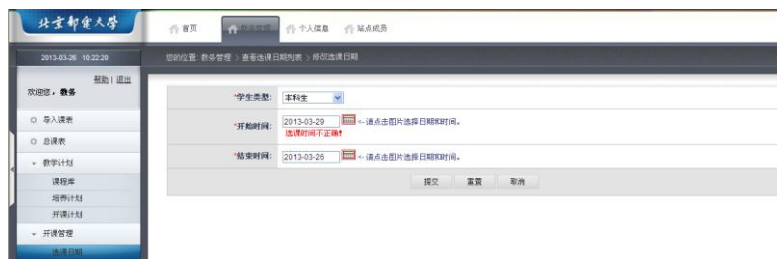 北京邮电大学
首页 教务管理 个人信息 站点成员
2013-03-26 10:22:20
您的位置: 教务管理 > 查看选课日期列表 > 修改选课日期
帮助 | 退出
欢迎您，教务
导入课表
总课表
教学计划
课程库
培养计划
开课计划
开课管理
选课日期
*学生类型: 本科生
*开始时间: 2013-03-29 <-请点击图片选择日期和时间。
选课时间不正确!
*结束时间: 2013-03-26 <-请点击图片选择日期和时间。
提交 重置 取消